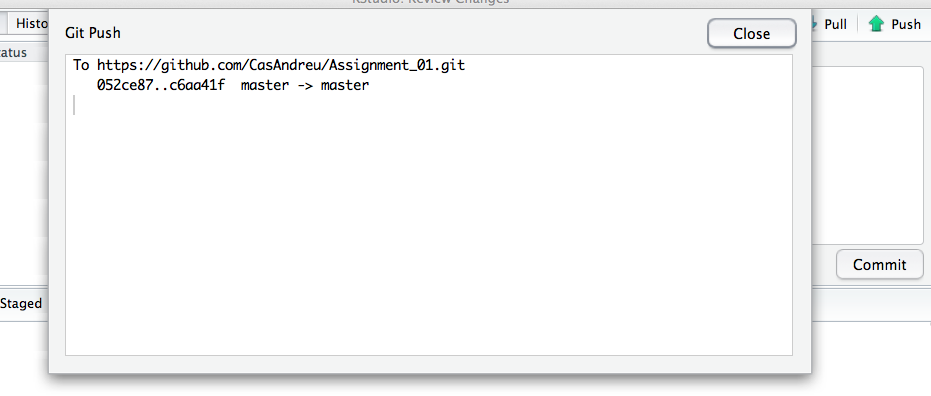 RStudio: Review Changes
Histo
Pull
Push
Git Push
Close
tatus
To https://github.com/CasAndreu/Assignment_01.git
052ce87..c6aa41f  master -> master
Commit
Staged